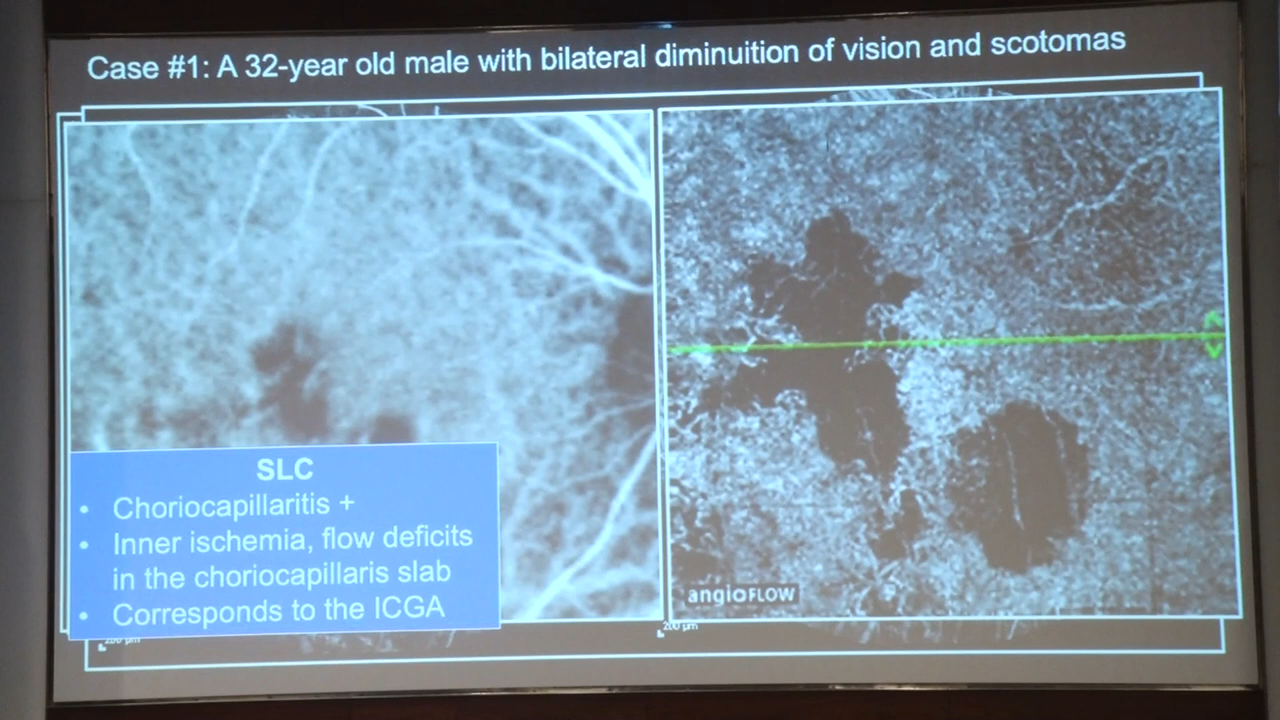 Case #1: A 32-year old male with bilateral diminuition of vision and scotomas
SLC
• Choriocapillaritis +
• Inner ischemia, flow deficits
in the choriocapillaris slab
• Corresponds to the ICGA
angioFLOW
200 µm
200 µm